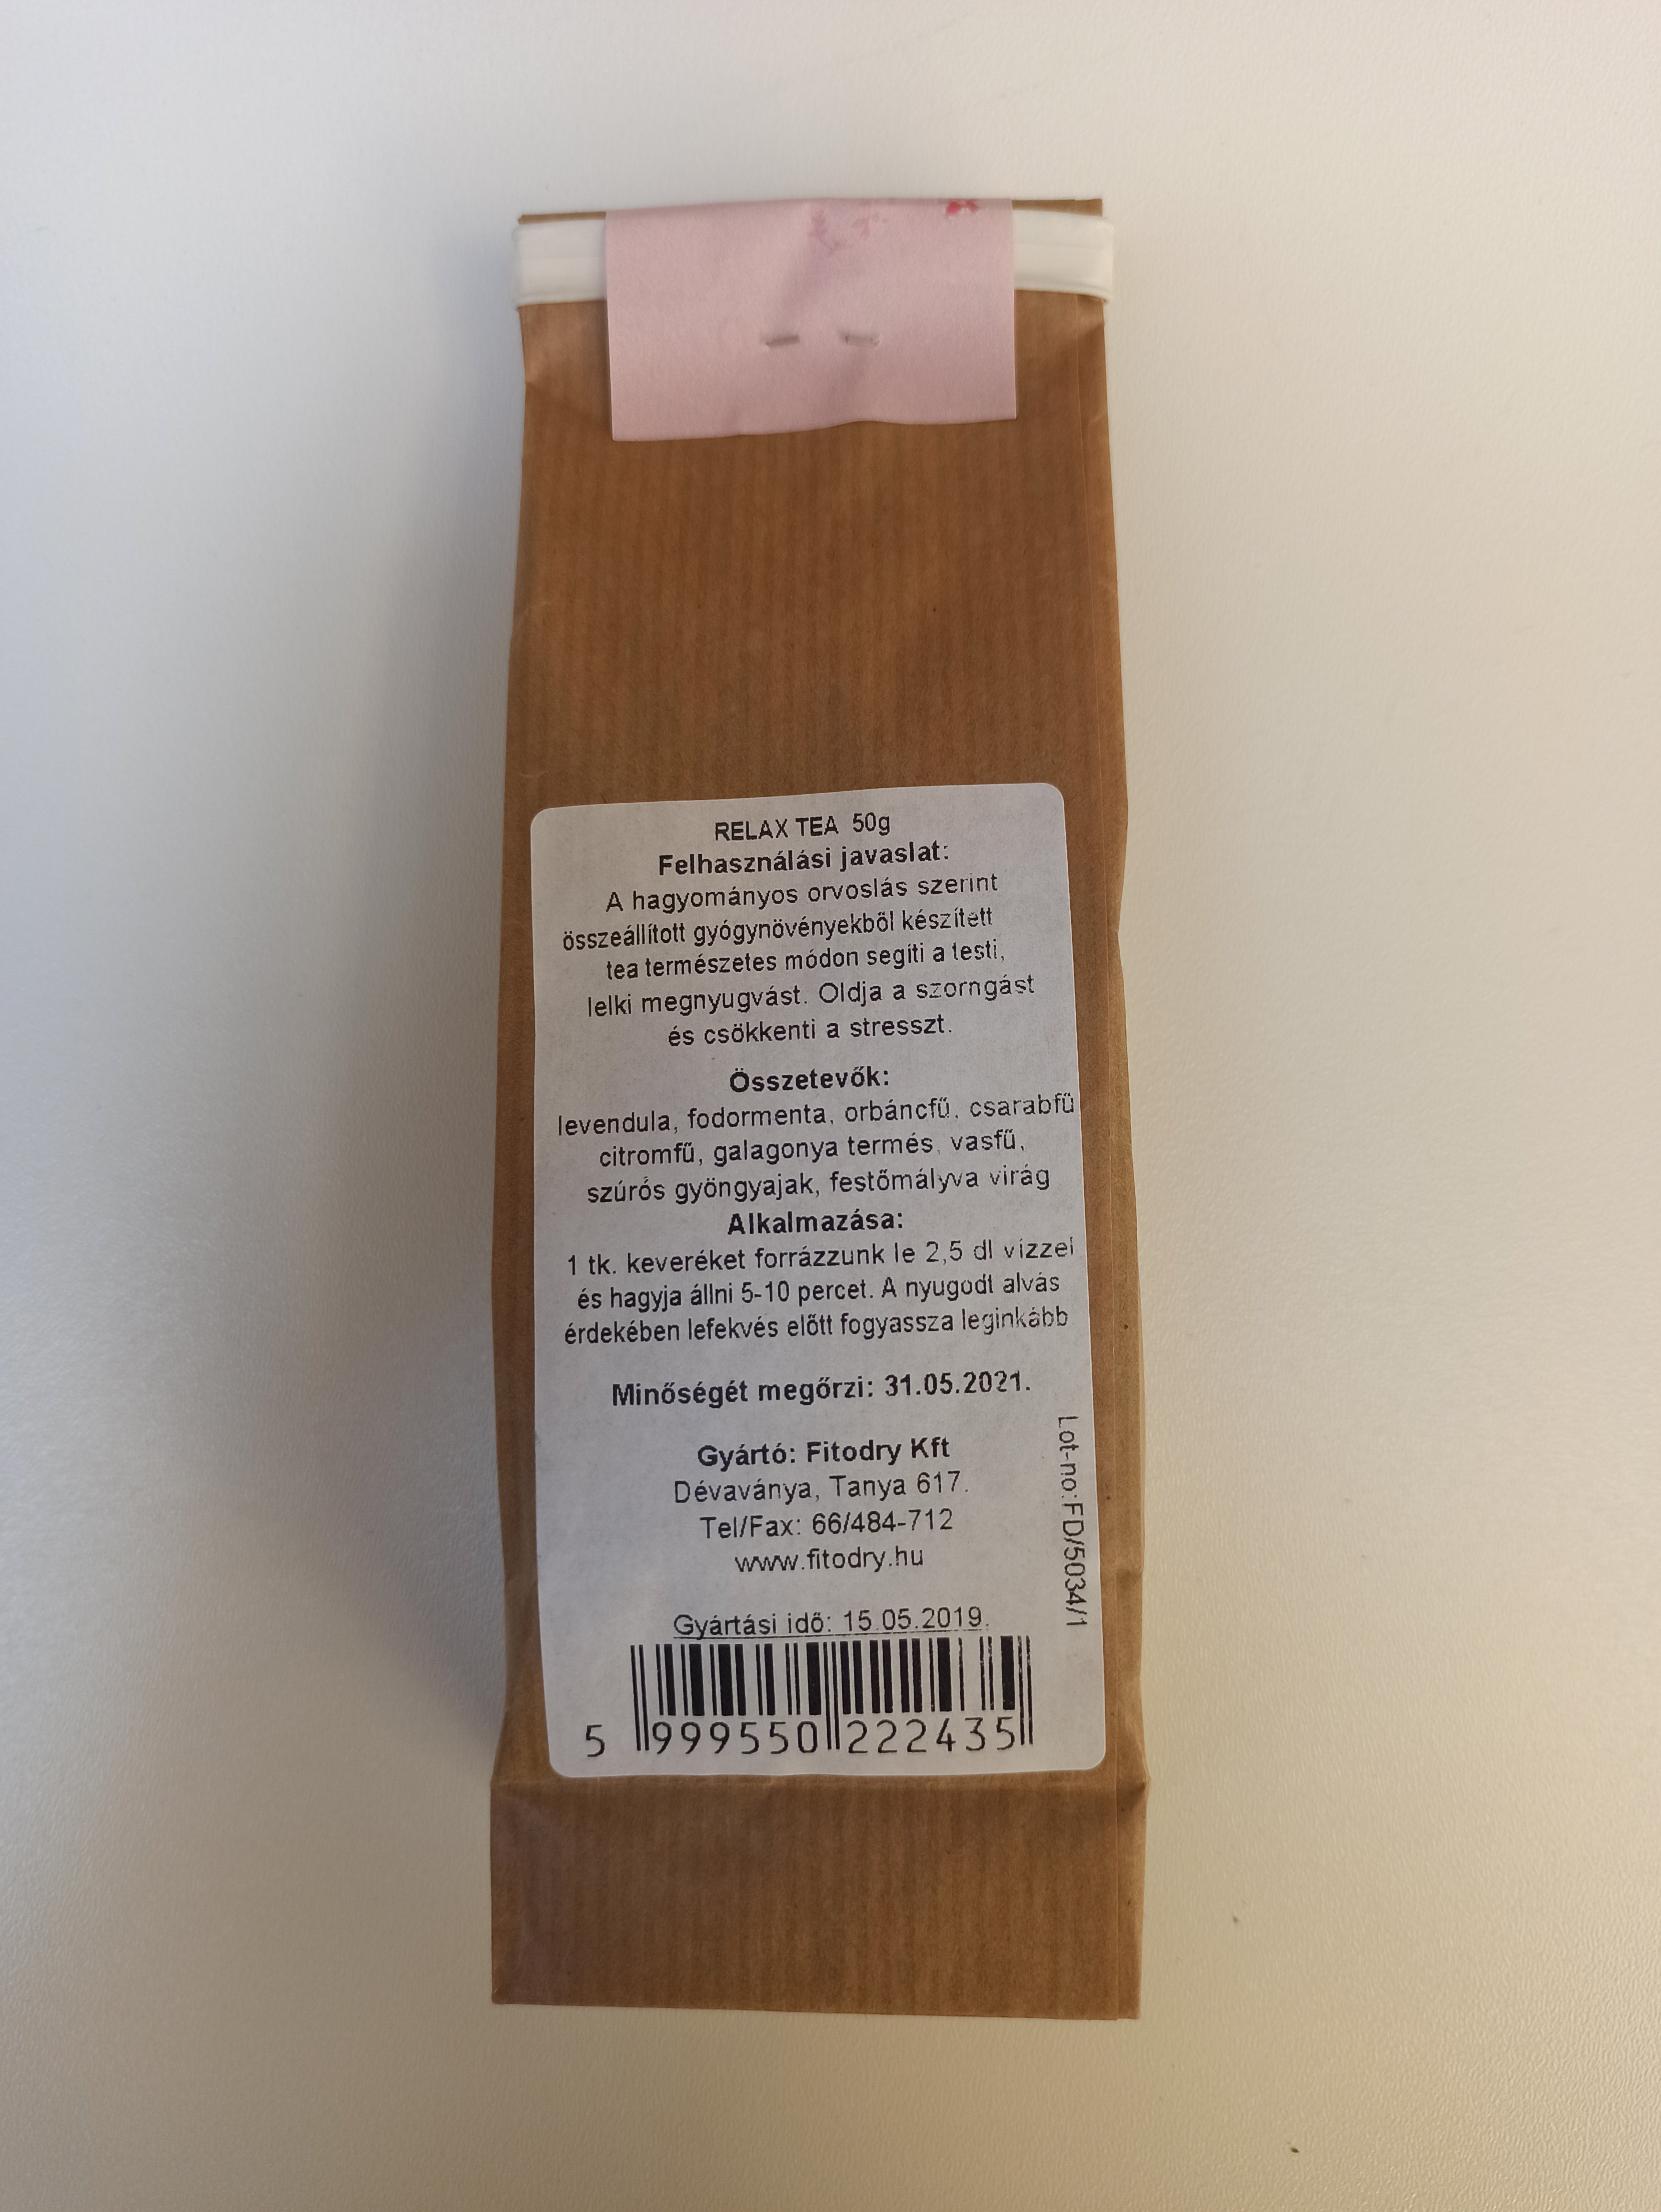 RELAX TEA 50g
Felhasználási javaslat:
A hagyományos orvoslás szerint
összeállított gyógynövényekből készített
tea természetes módon segíti a testi,
lelki megnyugvást. Oldja a szorngást
és csökkenti a stresszt.
Összetevők:
levendula, fodormenta, orbáncfű, csarabfű
citromfű, galagonya termés, vasfű,
szúrós gyöngyajak, festőmályva virág
Alkalmazása:
1 tk. keveréket forrázzunk le 2,5 dl vízzel
és hagyja állni 5-10 percet. A nyugodt alvás
érdekében lefekvés előtt fogyassza leginkább
Minőségét megőrzi: 31.05.2021.
Gyártó: Fitodry Kft
Dévaványa, Tanya 617.
Tel/Fax: 66/484-712
www.fitodry.hu
Lot-no:FD/5034/1
Gyártási idő: 15.05.2019.
5 999550 222435